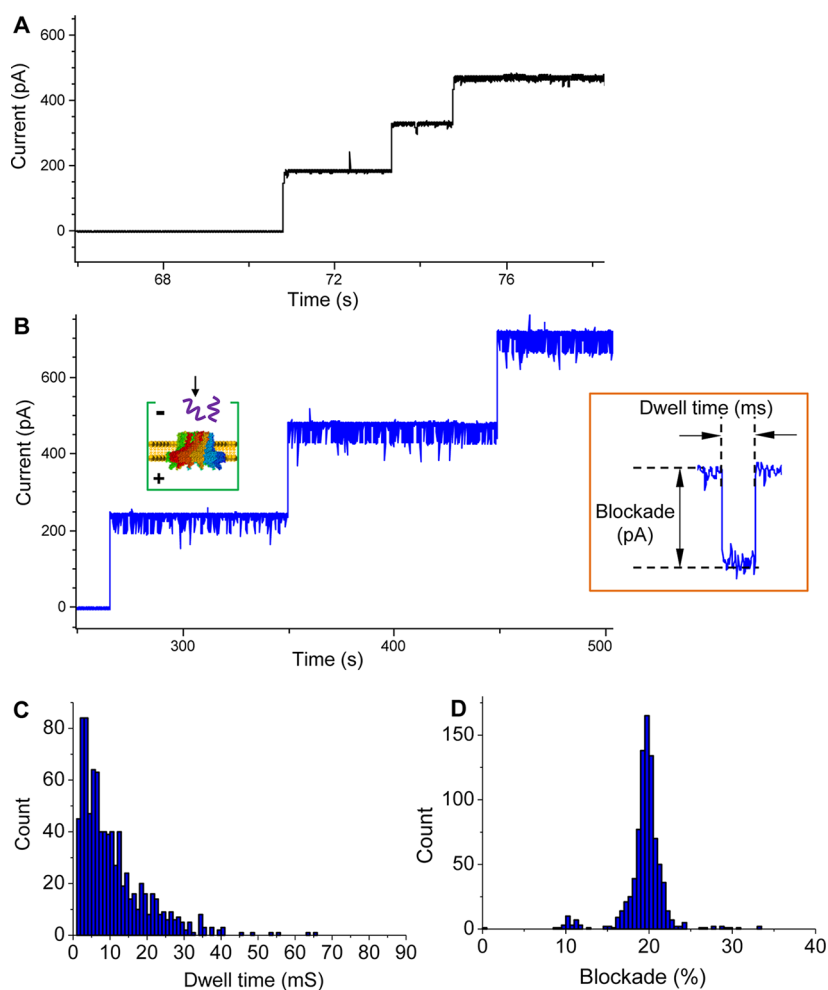 A
600
400
200
0
Current (pA)
68
72
76
Time (s)
B
600
400
200
0
Current (pA)
-
+
300
400
500
Time (s)
Dwell time (ms)
Blockade
(pA)
C
80
60
40
20
0
Count
0 10 20 30 40 50 60 70 80 90
Dwell time (mS)
D
150
100
50
0
Count
0 10 20 30 40
Blockade (%)